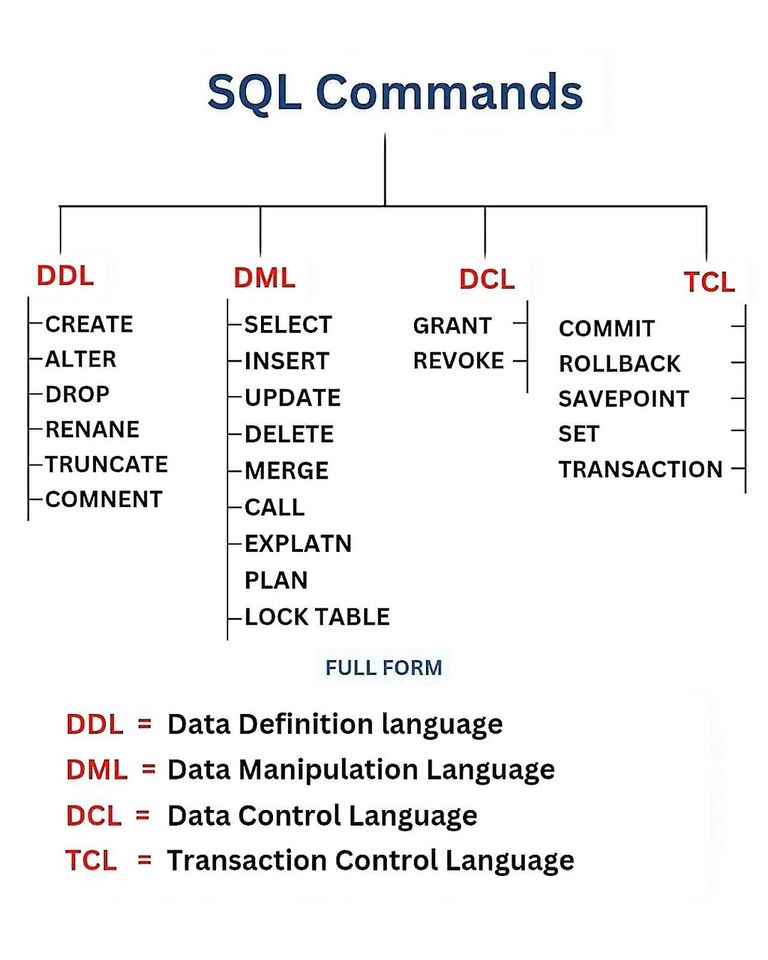 SQL Commands
DDL
CREATE
ALTER
DROP
RENANE
TRUNCATE
COMNENT
DML
SELECT
INSERT
UPDATE
DELETE
MERGE
CALL
EXPLATN
PLAN
LOCK TABLE
DCL
GRANT
REVOKE
TCL
COMMIT
ROLLBACK
SAVEPOINT
SET
TRANSACTION
FULL FORM
DDL = Data Definition language
DML = Data Manipulation Language
DCL = Data Control Language
TCL = Transaction Control Language